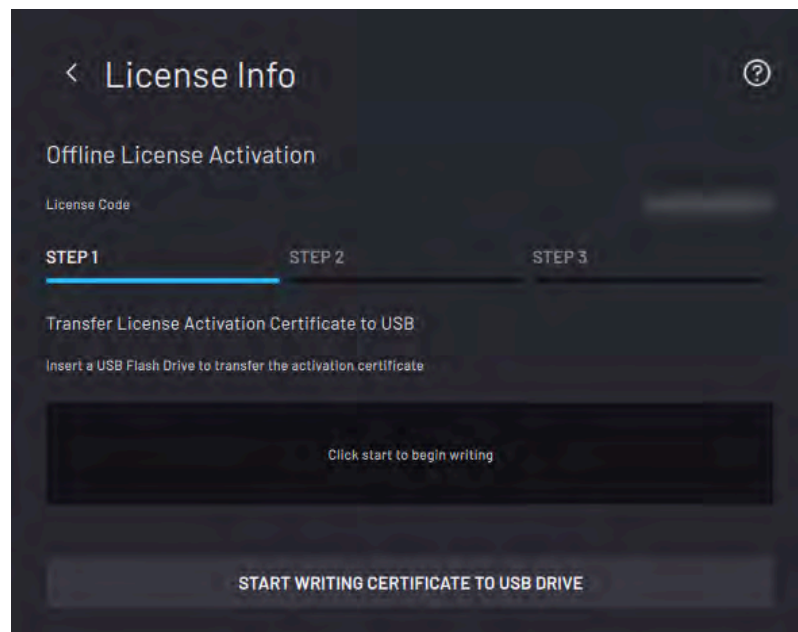 License Info
Offline License Activation
License Code
STEP 1 STEP 2 STEP 3
Transfer License Activation Certificate to USB
Insert a USB Flash Drive to transfer the activation certificate
Click start to begin writing
START WRITING CERTIFICATE TO USB DRIVE